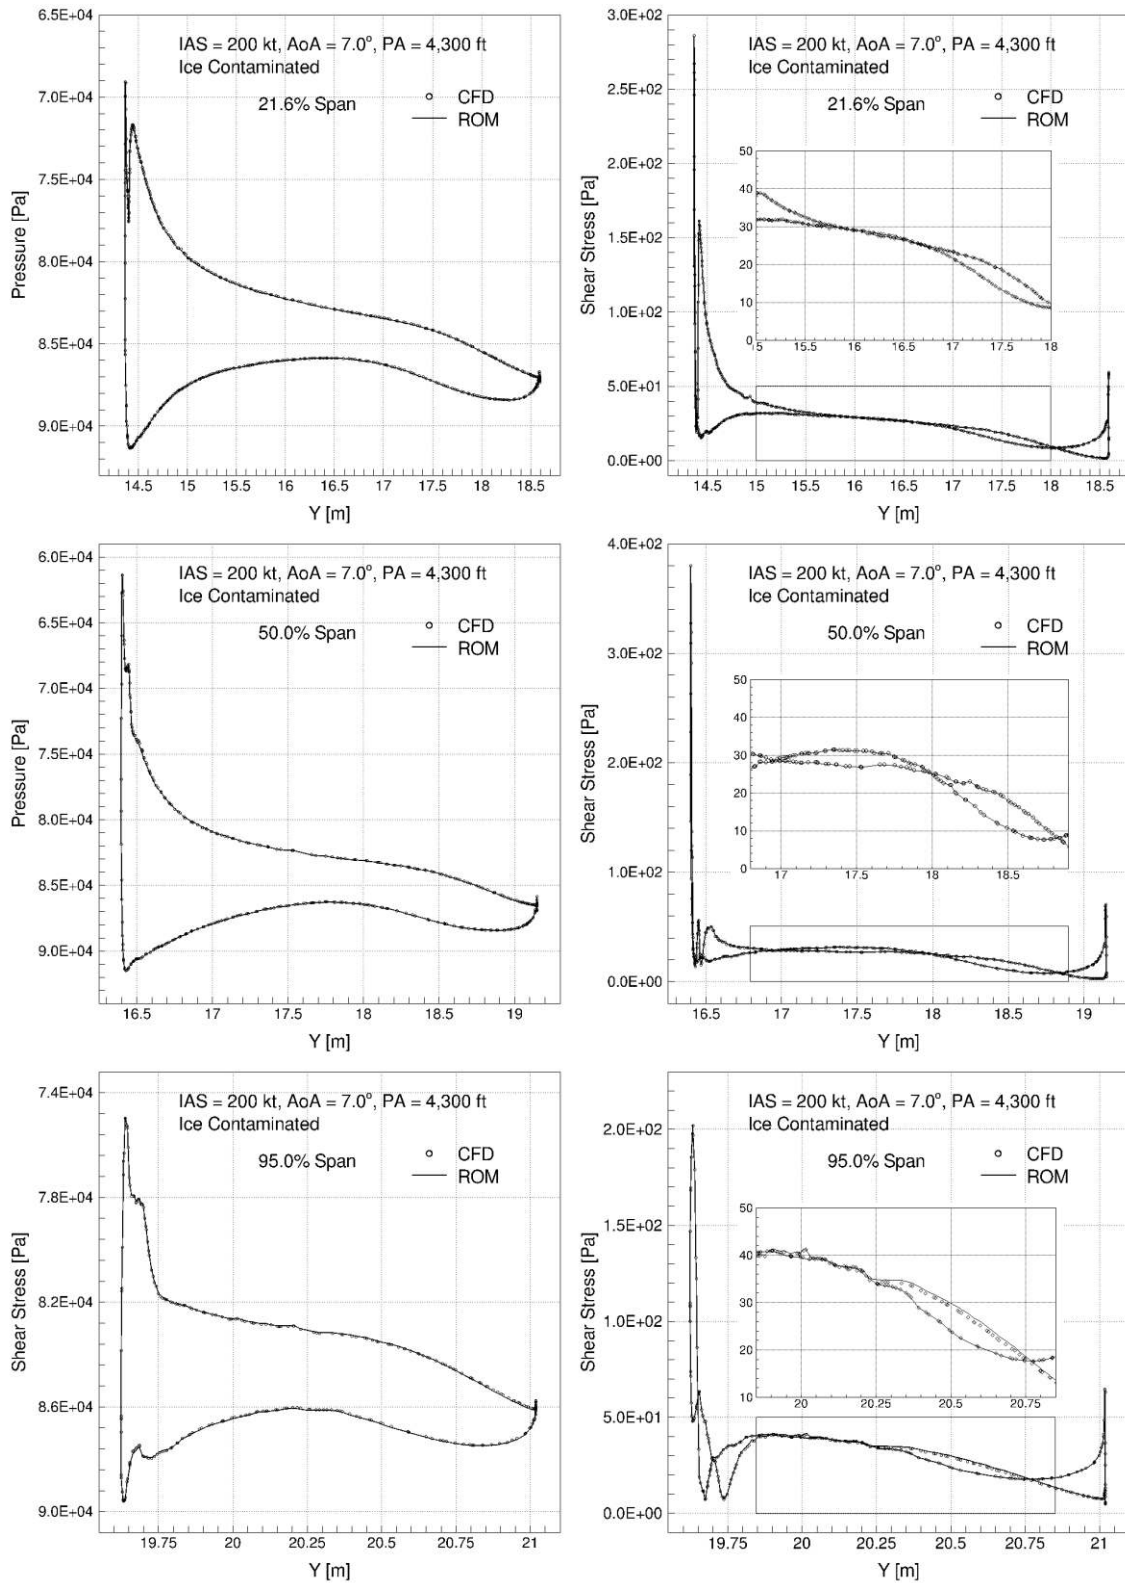 6.5E+04
7.0E+04
7.5E+04
8.0E+04
8.5E+04
9.0E+04
Pressure [Pa]
IAS = 200 kt, AoA = 7.0°, PA = 4,300 ft
Ice Contaminated
21.6% Span
CFD
ROM
14.5 15 15.5 16 16.5 17 17.5 18 18.5
Y [m]
3.0E+02
2.5E+02
2.0E+02
1.5E+02
1.0E+02
5.0E+01
0.0E+00
Shear Stress [Pa]
IAS = 200 kt, AoA = 7.0°, PA = 4,300 ft
Ice Contaminated
21.6% Span
CFD
ROM
50
40
30
20
10
0
15 15.5 16 16.5 17 17.5 18
14.5 15 15.5 16 16.5 17 17.5 18 18.5
Y [m]
6.0E+04
6.5E+04
7.0E+04
7.5E+04
8.0E+04
8.5E+04
9.0E+04
Pressure [Pa]
IAS = 200 kt, AoA = 7.0°, PA = 4,300 ft
Ice Contaminated
50.0% Span
CFD
ROM
16.5 17 17.5 18 18.5 19
Y [m]
4.0E+02
3.0E+02
2.0E+02
1.0E+02
0.0E+00
Shear Stress [Pa]
IAS = 200 kt, AoA = 7.0°, PA = 4,300 ft
Ice Contaminated
50.0% Span
CFD
ROM
50
40
30
20
10
0
17 17.5 18 18.5
16.5 17 17.5 18 18.5 19
Y [m]
7.4E+04
7.8E+04
8.2E+04
8.6E+04
9.0E+04
Shear Stress [Pa]
IAS = 200 kt, AoA = 7.0°, PA = 4,300 ft
Ice Contaminated
95.0% Span
CFD
ROM
19.75 20 20.25 20.5 20.75 21
Y [m]
2.0E+02
1.5E+02
1.0E+02
5.0E+01
0.0E+00
Shear Stress [Pa]
IAS = 200 kt, AoA = 7.0°, PA = 4,300 ft
Ice Contaminated
95.0% Span
CFD
ROM
50
40
30
20
10
20 20.25 20.5 20.75
19.75 20 20.25 20.5 20.75 21
Y [m]